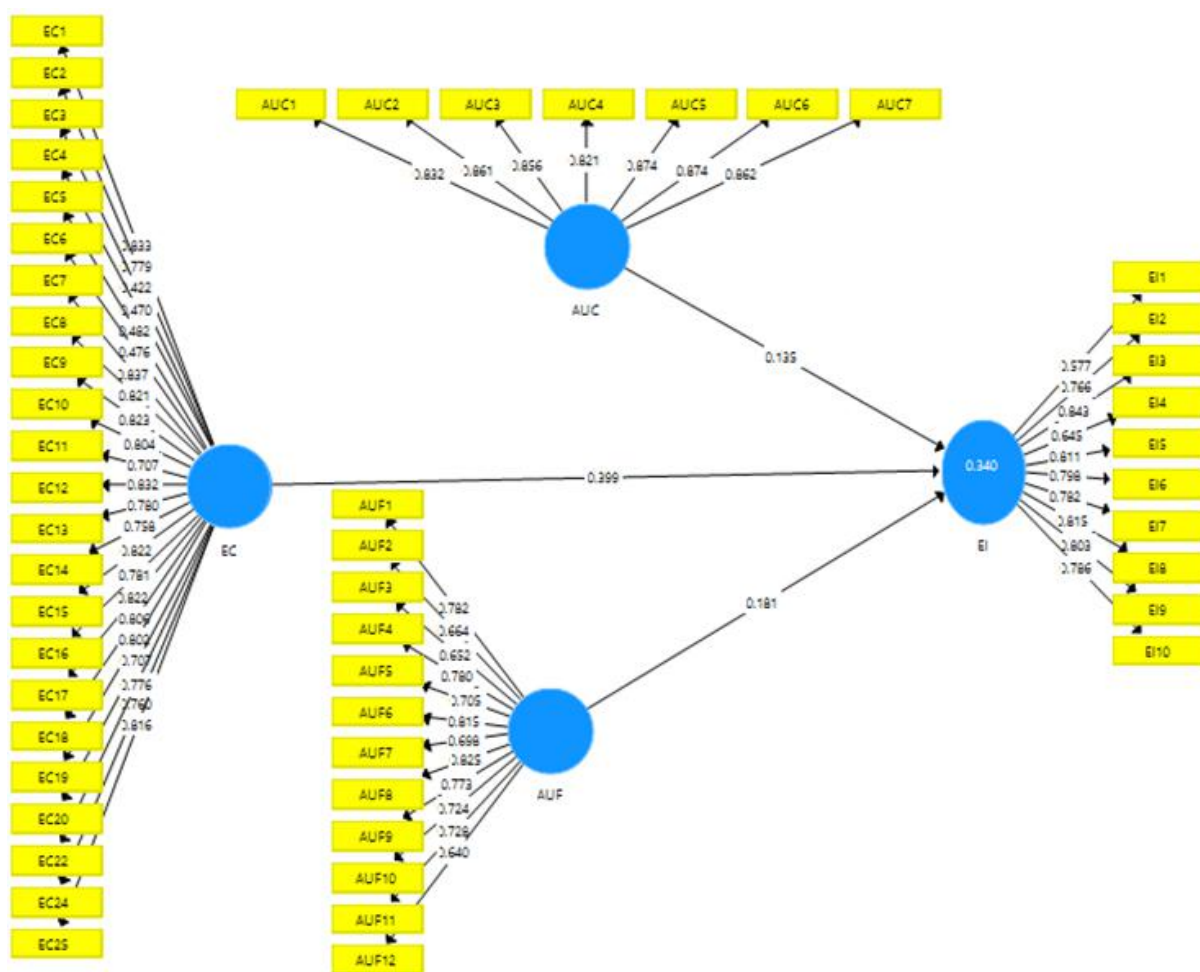 EC1
EC2
EC3
EC4
EC5
EC6
EC7
EC8
EC9
EC10
EC11
EC12
EC13
EC14
EC15
EC16
EC17
EC18
EC19
EC20
EC22
EC24
EC25
0.833
0.779
0.422
0.470
0.482
0.476
0.837
0.821
0.823
0.804
0.707
0.832
0.780
0.758
0.822
0.781
0.822
0.806
0.802
0.707
0.776
0.760
0.816
EC
AUC1 AUC2 AUC3 AUC4 AUC5 AUC6 AUC7
0.832 0.861 0.856 0.821 0.874 0.874 0.862
AUC
0.135
0.399
0.181
AUF1
AUF2
AUF3
AUF4
AUF5
AUF6
AUF7
AUF8
AUF9
AUF10
AUF11
AUF12
0.782
0.664
0.652
0.780
0.705
0.815
0.698
0.825
0.773
0.724
0.728
0.640
AUF
0.340
EI
0.577
0.766
0.843
0.645
0.811
0.798
0.782
0.815
0.803
0.786
EI1
EI2
EI3
EI4
EI5
EI6
EI7
EI8
EI9
EI10